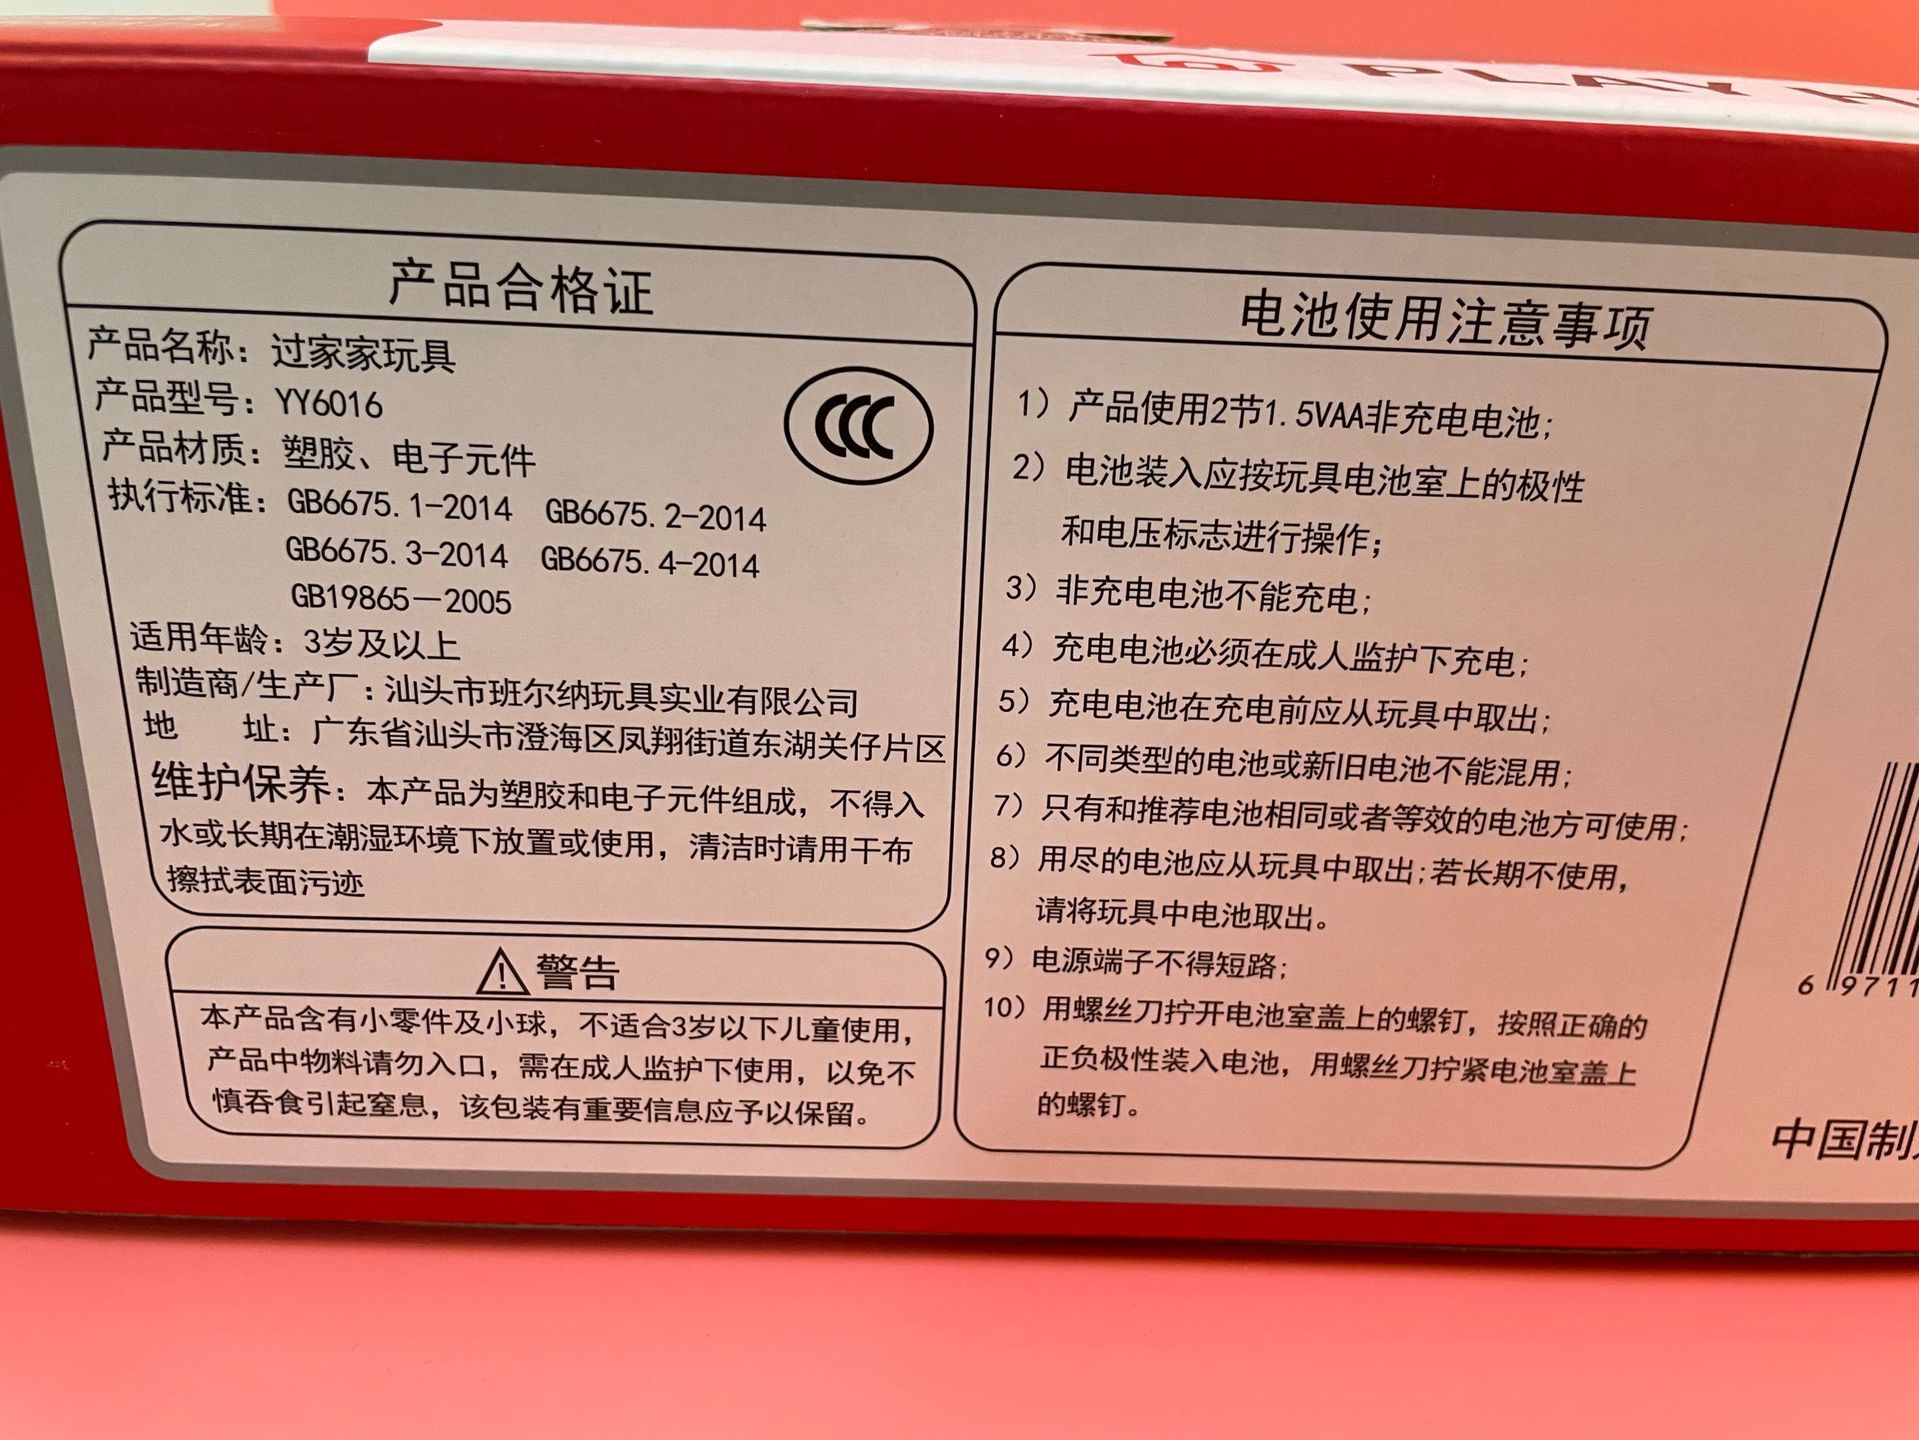 PLAY H
产品合格证
产品名称：过家家玩具
产品型号：YY6016
产品材质：塑胶、电子元件
执行标准：GB6675.1-2014 GB6675.2-2014
GB6675.3-2014 GB6675.4-2014
GB19865—2005
适用年龄：3岁及以上
制造商/生产厂：汕头市班尔纳玩具实业有限公司
地 址：广东省汕头市澄海区凤翔街道东湖关仔片区
维护保养：本产品为塑胶和电子元件组成，不得入
水或长期在潮湿环境下放置或使用，清洁时请用干布
擦拭表面污迹
CCC
警告
本产品含有小零件及小球，不适合3岁以下儿童使用，
产品中物料请勿入口，需在成人监护下使用，以免不
慎吞食引起窒息，该包装有重要信息应予以保留。
电池使用注意事项
1）产品使用2节1.5VAA非充电电池;
2）电池装入应按玩具电池室上的极性
和电压标志进行操作；
3）非充电电池不能充电;
4）充电电池必须在成人监护下充电;
5）充电电池在充电前应从玩具中取出;
6）不同类型的电池或新旧电池不能混用;
7）只有和推荐电池相同或者等效的电池方可使用;
8）用尽的电池应从玩具中取出;若长期不使用，
请将玩具中电池取出。
9）电源端子不得短路;
10）用螺丝刀拧开电池室盖上的螺钉，按照正确的
正负极性装入电池，用螺丝刀拧紧电池室盖上
的螺钉。
6 9711
中国制